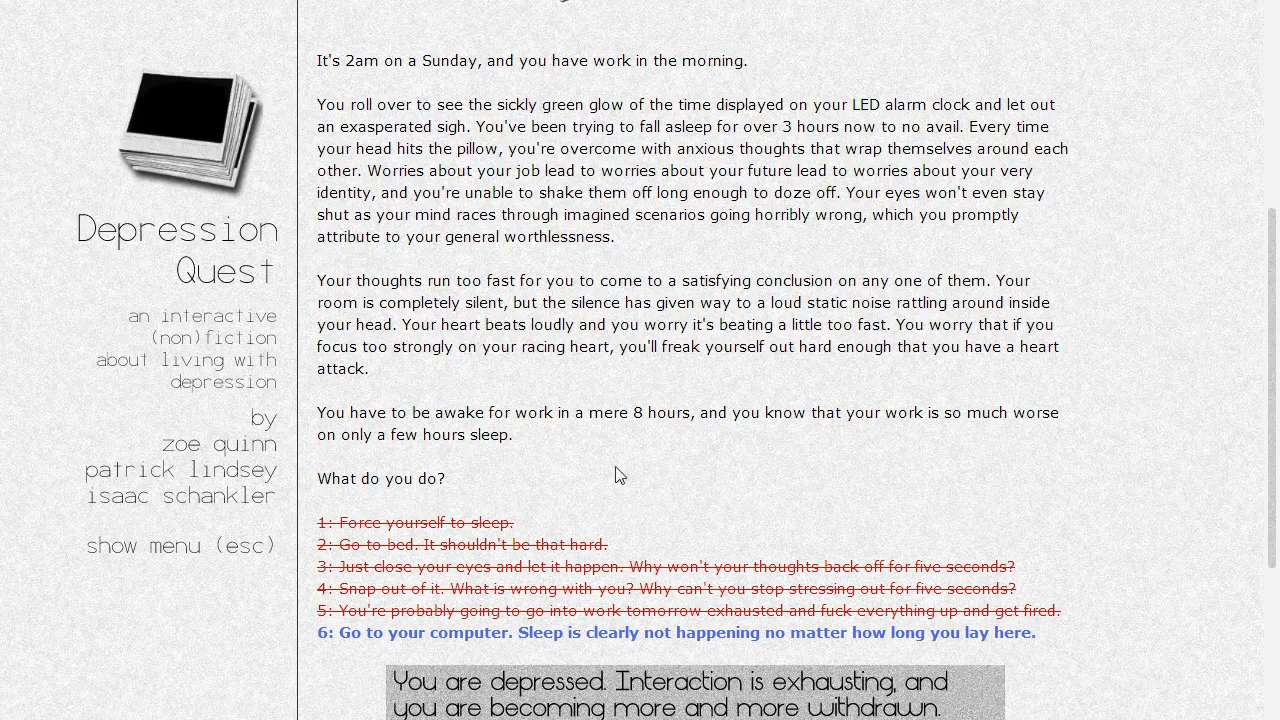 Depression
Quest
an interactive
(non)fiction
about living with
depression
by
zoe quinn
patrick lindsey
isaac schankler
show menu (esc)
It's 2am on a Sunday, and you have work in the morning.
You roll over to see the sickly green glow of the time displayed on your LED alarm clock and let out
an exasperated sigh. You've been trying to fall asleep for over 3 hours now to no avail. Every time
your head hits the pillow, you're overcome with anxious thoughts that wrap themselves around each
other. Worries about your job lead to worries about your future lead to worries about your very
identity, and you're unable to shake them off long enough to doze off. Your eyes won't even stay
shut as your mind races through imagined scenarios going horribly wrong, which you promptly
attribute to your general worthlessness.
Your thoughts run too fast for you to come to a satisfying conclusion on any one of them. Your
room is completely silent, but the silence has given way to a loud static noise rattling around inside
your head. Your heart beats loudly and you worry it's beating a little too fast. You worry that if you
focus too strongly on your racing heart, you'll freak yourself out hard enough that you have a heart
attack.
You have to be awake for work in a mere 8 hours, and you know that your work is so much worse
on only a few hours sleep.
What do you do?
1: Force yourself to sleep.
2: Go to bed. It shouldn't be that hard.
3: Just close your eyes and let it happen. Why won't your thoughts back off for five seconds?
4: Snap out of it. What is wrong with you? Why can't you stop stressing out for five seconds?
5: You're probably going to go into work tomorrow exhausted and fuck everything up and get fired.
6: Go to your computer. Sleep is clearly not happening no matter how long you lay here.
You are depressed. Interaction is exhausting, and
you are becoming more and more withdrawn.